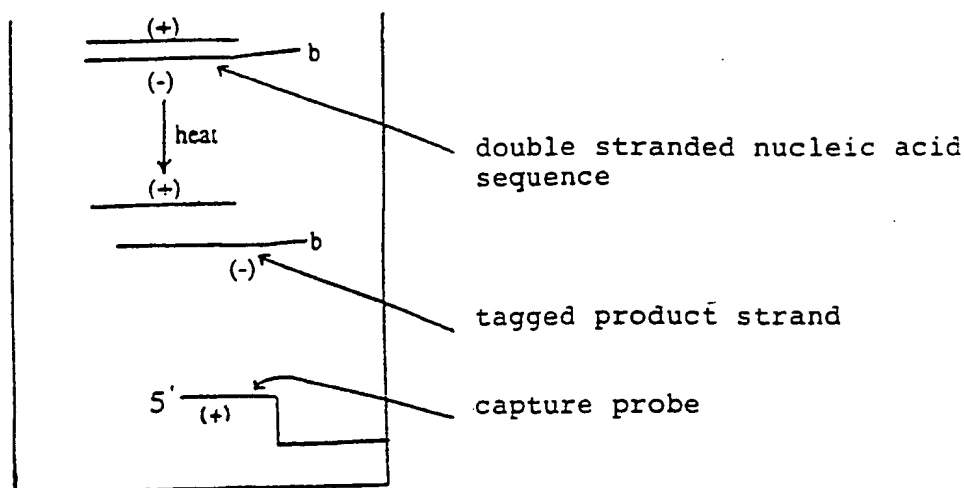 (+)
b
(-)
heat
double stranded nucleic acid
sequence
(+)
b
(-)
tagged product strand
5'
(+)
capture probe